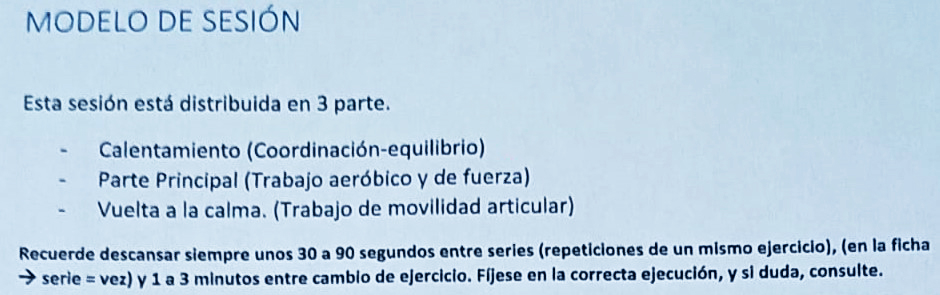 MODELO DE SESIÓN
Esta sesión está distribuida en 3 parte.
- Calentamiento (Coordinación-equilibrio)
- Parte Principal (Trabajo aeróbico y de fuerza)
- Vuelta a la calma. (Trabajo de movilidad articular)
Recuerde descansar siempre unos 30 a 90 segundos entre series (repeticiones de un mismo ejercicio), (en la ficha
→ serie = vez) y 1 a 3 minutos entre cambio de ejercicio. Fíjese en la correcta ejecución, y si duda, consulte.